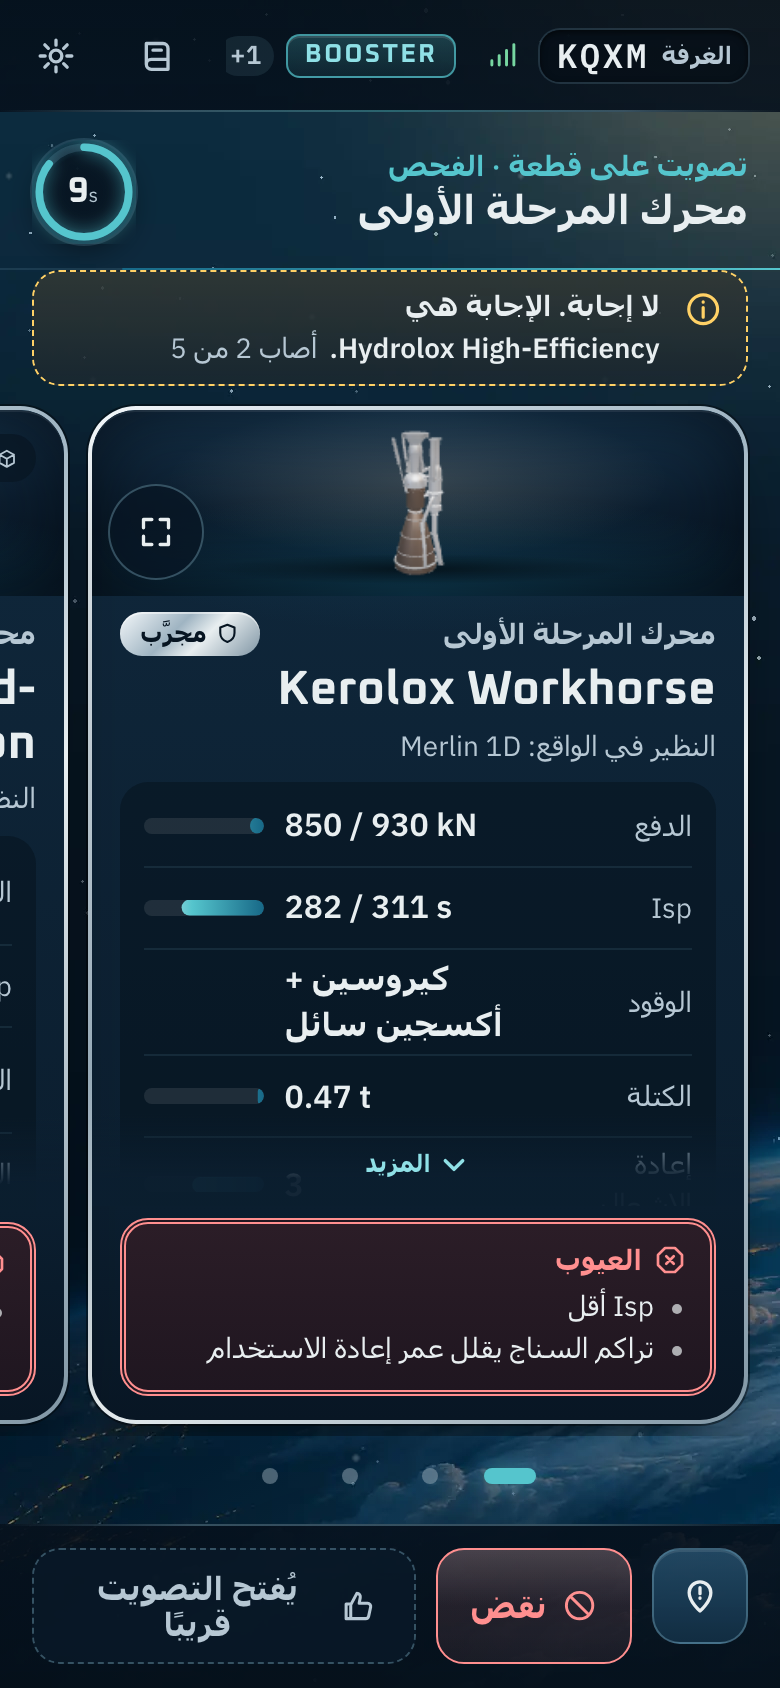 الغرفة KQXM
BOOSTER
+1
تصويت على قطعة · الفحص
محرك المرحلة الأولى
9s
لا إجابة. الإجابة هي
Hydrolox High-Efficiency. أصاب 2 من 5
محرك المرحلة الأولى
مجرَّب
Kerolox Workhorse
النظير في الواقع: Merlin 1D
الدفع 850 / 930 kN
Isp 282 / 311 s
الوقود كيروسين +
أكسجين سائل
الكتلة 0.47 t
إعادة
3
المزيد
العيوب
Isp أقل
تراكم السناج يقلل عمر إعادة الاستخدام
نقض
يُفتح التصويت
قريبًا